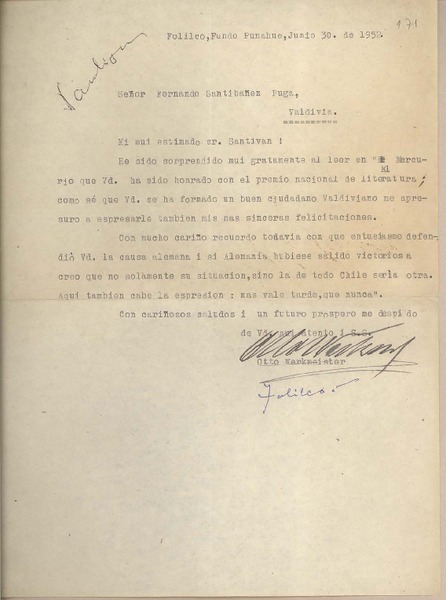 171
Folilco, Fundo Punahue, Junio 30. de 1952.
Santivan
Señor Fernando Santibañez Puga,
Valdivia.
==========
Mi mui estimado sr. Santivan !
He sido sorprendido mui gratamente al leer en "El Mercu-
rio que Vd. ha sido honrado con el premio nacional de literatura;
como sé que Vd. se ha formado un buen ciudadano Valdiviano me apre-
suro a espresarle tambien mis mas sinceras felicitaciones.
Con mucho cariño recuerdo todavia con que entusiasmo defen-
dió Vd. la causa alemana i si Alemania hubiese salido victoriosa
creo que no solamente su situacion, sino la de todo Chile seria otra.
Aqui tambien cabe la espresion : mas vale tarde, que nunca".
Con cariñosos saludos i un futuro prospero me despido
de Vd. mui atento i S.S.
Otto Werkmeister
Folilco